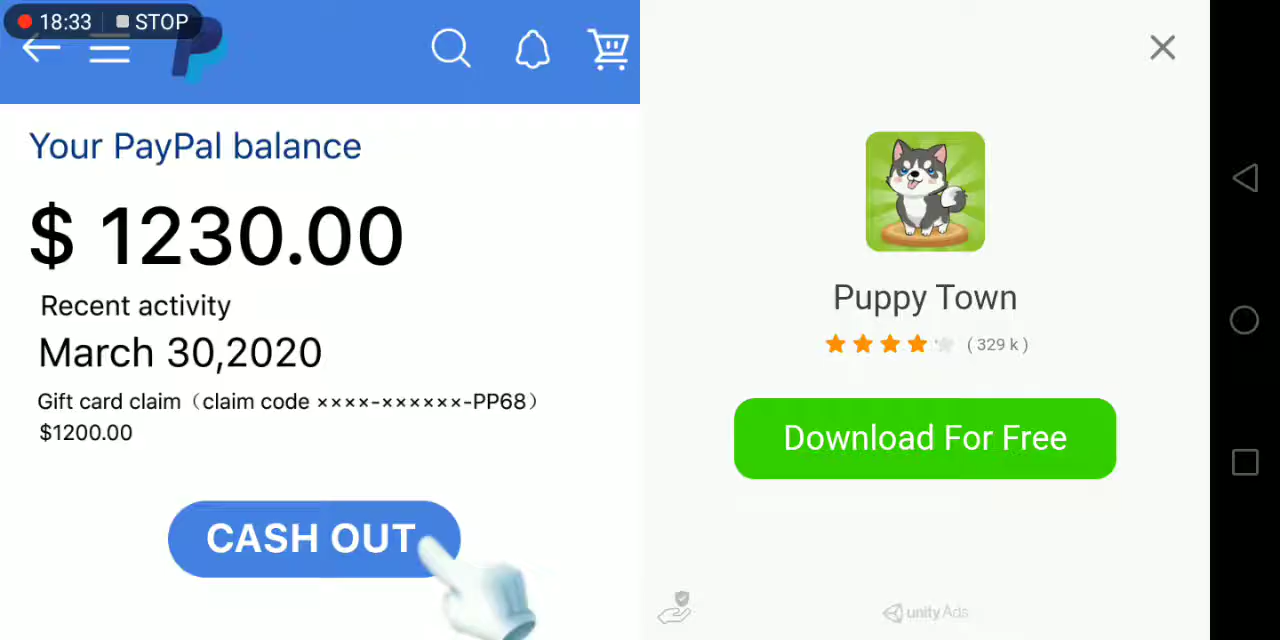 18:33 STOP
Your PayPal balance
$ 1230.00
Recent activity
March 30,2020
Gift card claim（claim code ××××-××××××-PP68）
$1200.00
CASH OUT
Puppy Town
( 329 k )
Download For Free
unity Ads